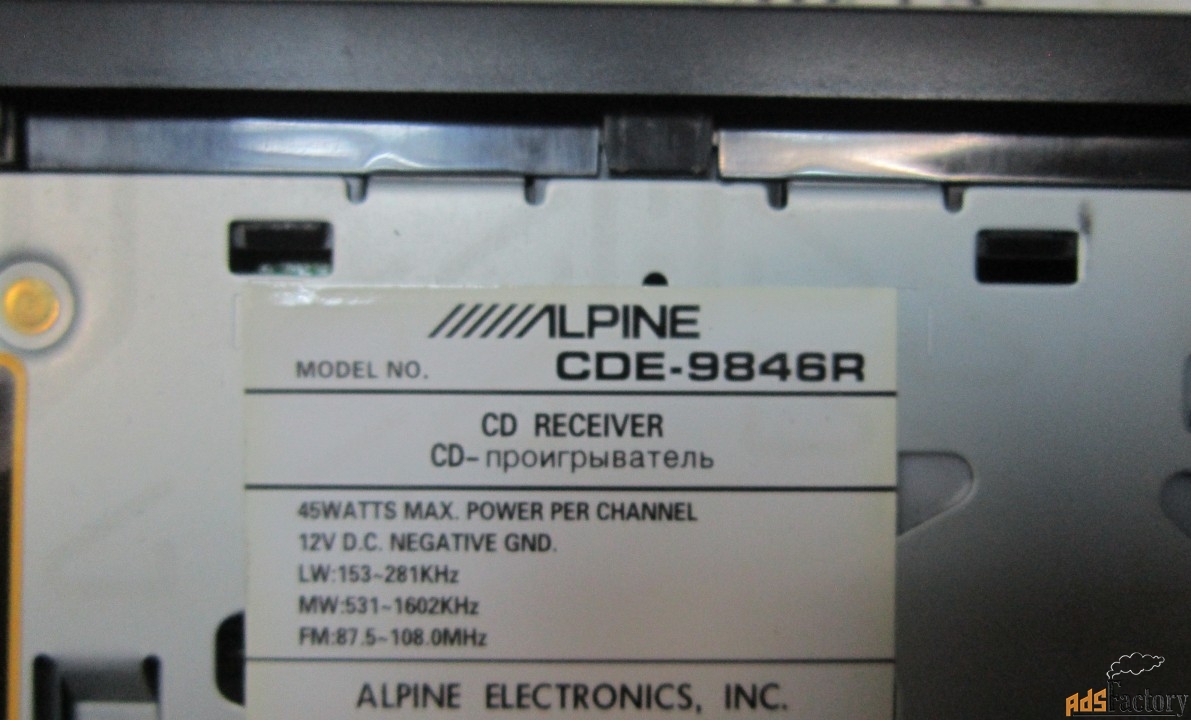 ALPINE
MODEL NO. CDE-9846R
CD RECEIVER
CD-проигрыватель
45WATTS MAX. POWER PER CHANNEL
12V D.C. NEGATIVE GND.
LW:153~281KHz
MW:531~1602KHz
FM:87.5~108.0MHz
ALPINE ELECTRONICS, INC.
AdsFactory